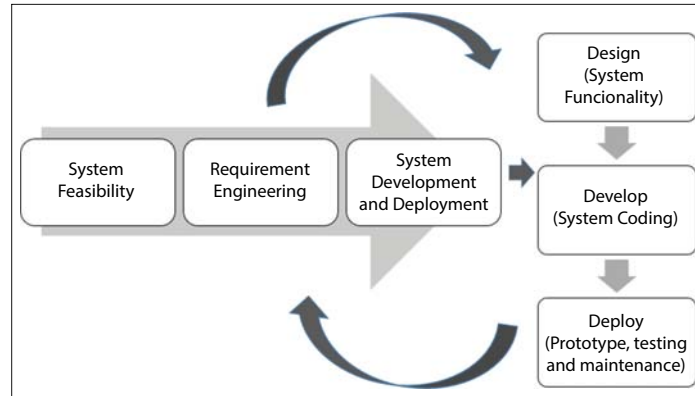 System
Feasibility
Requirement
Engineering
System
Development
and Deployment
Design
(System
Funcionality)
Develop
(System Coding)
Deploy
(Prototype, testing
and maintenance)